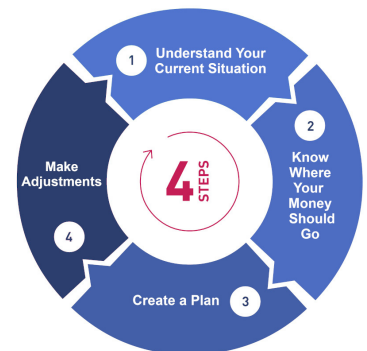 1
Understand Your
Current Situation
2
Know
Where
Your
Money
Should
Go
Create a Plan
3
Make
Adjustments
4
4
STEPS